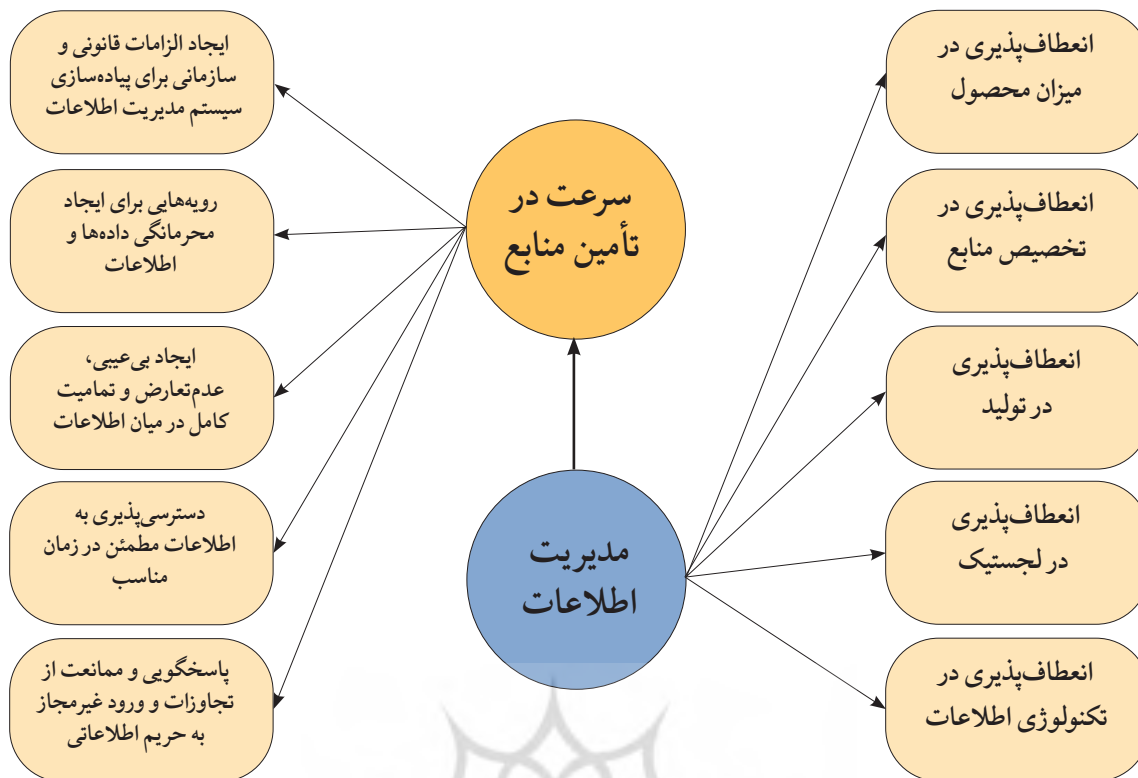 انعطاف‌پذیری در
میزان محصول
انعطاف‌پذیری در
تخصیص منابع
انعطاف‌پذیری
در تولید
انعطاف‌پذیری
در لجستیک
انعطاف‌پذیری در
تکنولوژی اطلاعات
سرعت در
تأمین منابع
مدیریت
اطلاعات
ایجاد الزامات قانونی و
سازمانی برای پیاده‌سازی
سیستم مدیریت اطلاعات
رویه‌هایی برای ایجاد
محرمانگی داده‌ها و
اطلاعات
ایجاد بی‌عیبی،
عدم‌تعارض و تمامیت
کامل در میان اطلاعات
دسترسی‌پذیری به
اطلاعات مطمئن در زمان
مناسب
پاسخگویی و ممانعت از
تجاوزات و ورود غیرمجاز
به حریم اطلاعاتی